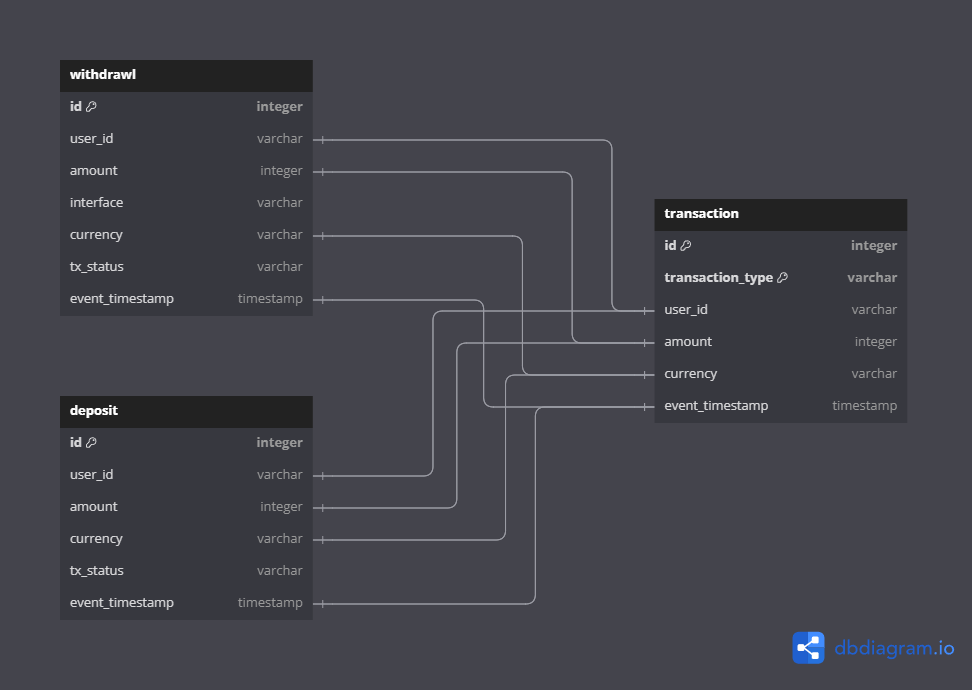 withdrawl
id integer
user_id varchar
amount integer
interface varchar
currency varchar
tx_status varchar
event_timestamp timestamp
deposit
id integer
user_id varchar
amount integer
currency varchar
tx_status varchar
event_timestamp timestamp
transaction
id integer
transaction_type varchar
user_id varchar
amount integer
currency varchar
event_timestamp timestamp
dbdiagram.io